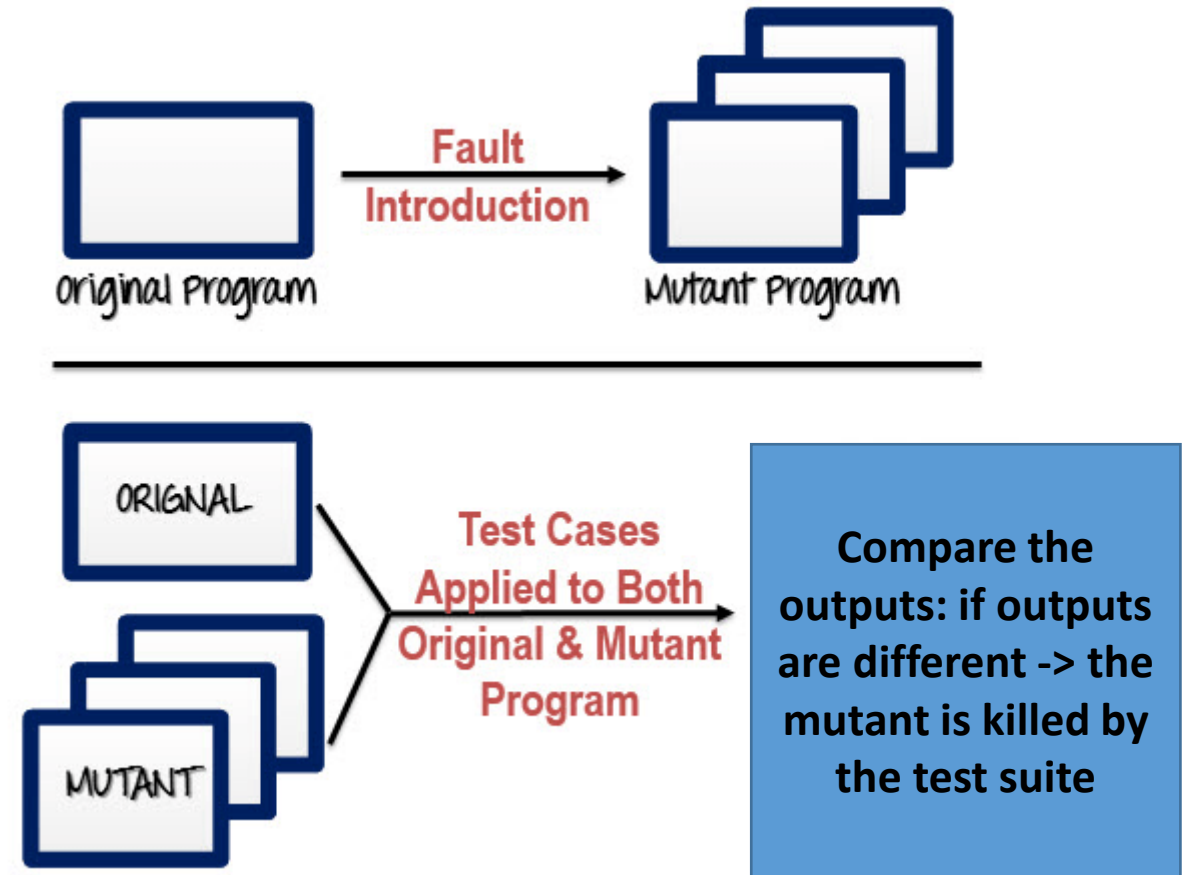 Fault
Introduction
Original Program
Mutant Program
ORIGNAL
MUTANT
Test Cases
Applied to Both
Original & Mutant
Program
Compare the
outputs: if outputs
are different -> the
mutant is killed by
the test suite